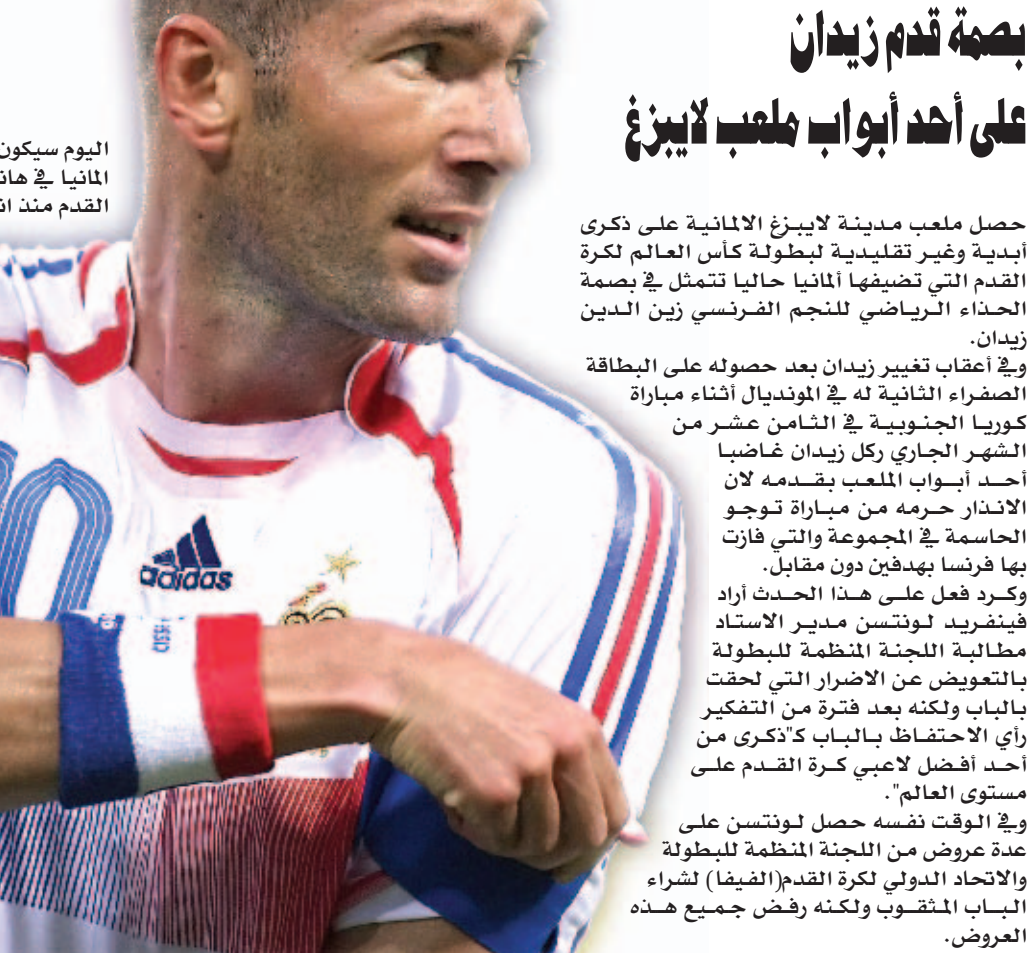 بصمة قدم زيدان
على أحد أبواب ملعب لايبزغ
حصل ملعب مدينة لايبزغ الالمانية على ذكرى
أبدية وغير تقليدية لبطولة كأس العالم لكرة
القدم التي تضيفها ألمانيا حاليا تتمثل في بصمة
الحذاء الرياضي للنجم الفرنسي زين الدين
زيدان.
وفي أعقاب تغيير زيدان بعد حصوله على البطاقة
الصفراء الثانية له في المونديال أثناء مباراة
كوريا الجنوبية في الثامن عشر من
الشهر الجاري ركل زيدان غاضبا
أحد أبواب الملعب بقدمه لان
الانذار حرمه من مباراة توجو
الحاسمة في المجموعة والتي فازت
بها فرنسا بهدفين دون مقابل.
وكرد فعل على هذا الحدث أراد
فينفريد لونتسن مدير الاستاد
مطالبة اللجنة المنظمة للبطولة
بالتعويض عن الاضرار التي لحقت
بالباب ولكنه بعد فترة من التفكير
رأي الاحتفاظ بالباب كـ"ذكرى من
أحد أفضل لاعبي كرة القدم على
مستوى العالم".
وفي الوقت نفسه حصل لونتسن على
عدة عروض من اللجنة المنظمة للبطولة
والاتحاد الدولي لكرة القدم(الفيفا) لشراء
الباب المثقوب ولكنه رفض جميع هذه
العروض.
اليوم سيكون
المانيا في
القدم منذ
adidas